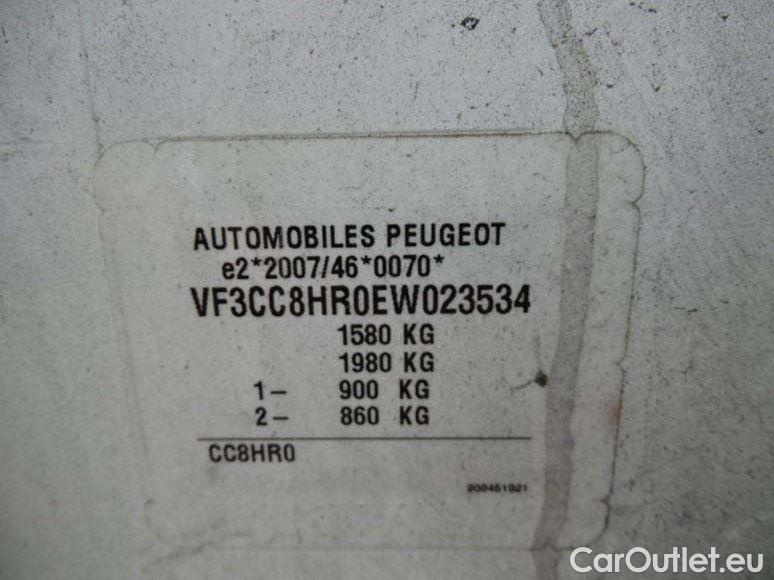 AUTOMOBILES PEUGEOT
e2*2007/46*0070*
VF3CC8HR0EW023534
1580 KG
1980 KG
1- 900 KG
2- 860 KG
CC8HR0
200451921
CarOutlet.eu